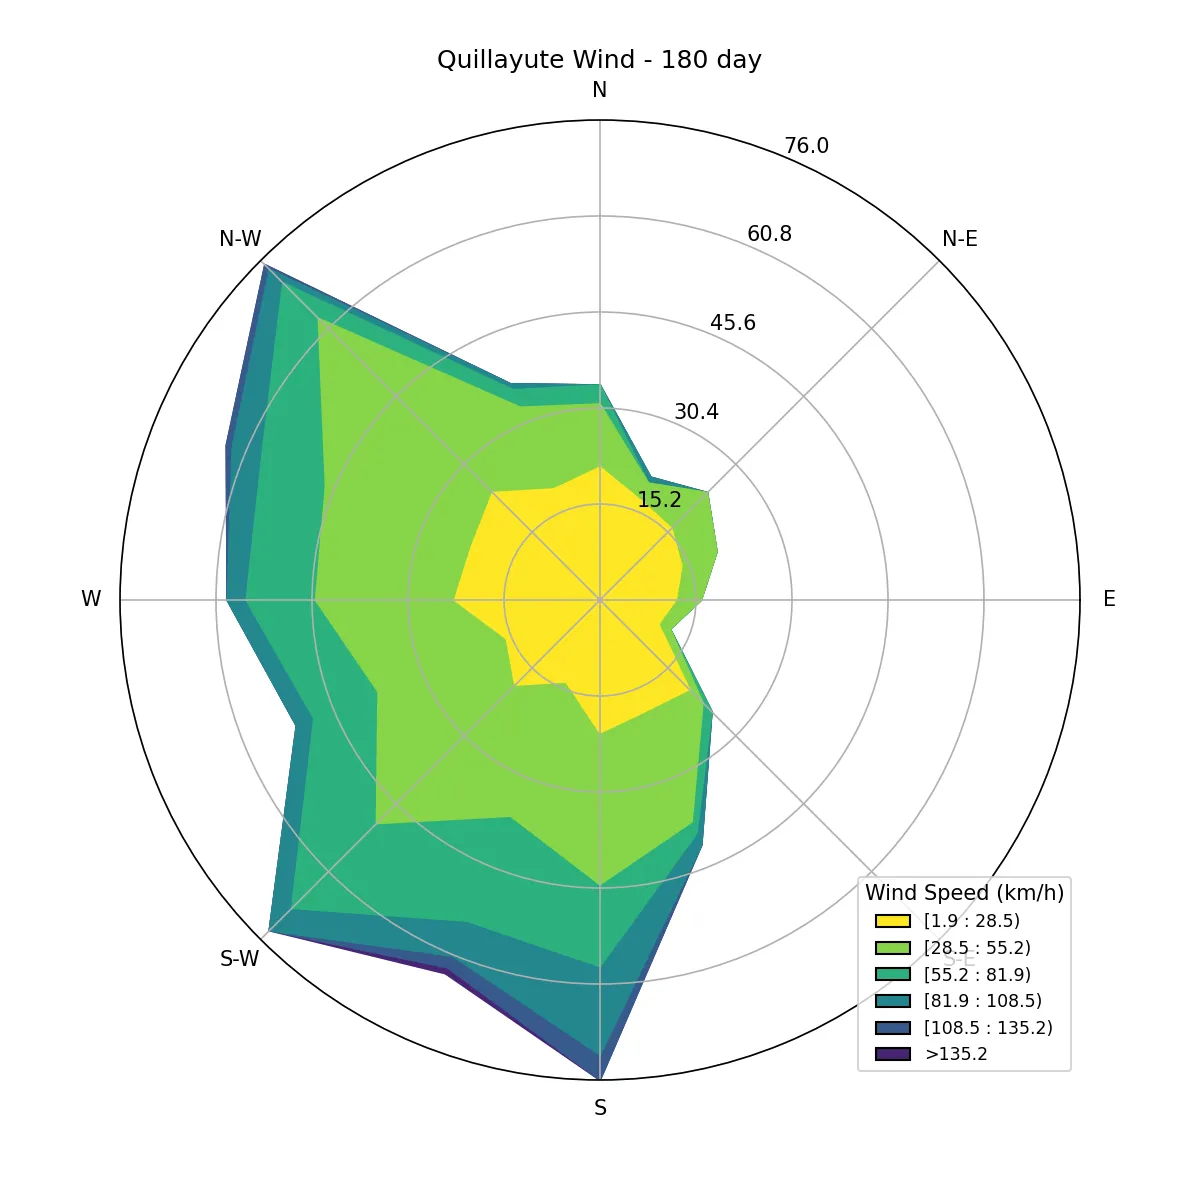 Quillayute Wind - 180 day
N
76.0
60.8
N-W
N-E
45.6
30.4
15.2
W
E
S-W
S-E
S
Wind Speed (km/h)
[1.9 : 28.5)
[28.5 : 55.2)
[55.2 : 81.9)
[81.9 : 108.5)
[108.5 : 135.2)
>135.2